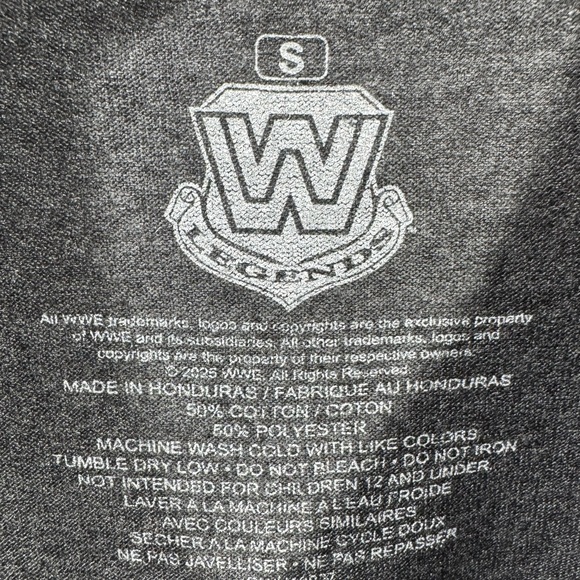 S
W
LEGENDS
All WWE trademarks, logos and copyrights are the exclusive property
of WWE and its subsidiaries. All other trademarks, logos and
copyrights are the property of their respective owners.
© 2025 WWE. All Rights Reserved.
MADE IN HONDURAS / FABRIQUE AU HONDURAS
50% COTTON / COTON
50% POLYESTER
MACHINE WASH COLD WITH LIKE COLORS
TUMBLE DRY LOW • DO NOT BLEACH • DO NOT IRON
NOT INTENDED FOR CHILDREN 12 AND UNDER.
LAVER A LA MACHINE A L'EAU FROIDE
AVEC COULEURS SIMILAIRES
SECHER A LA MACHINE CYCLE DOUX
NE PAS JAVELLISER • NE PAS REPASSER